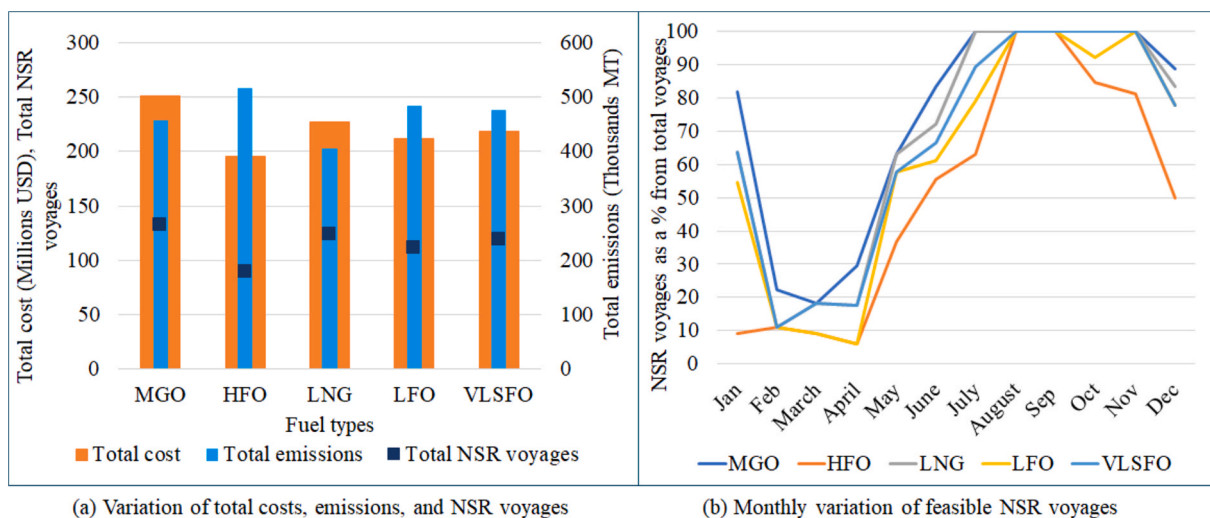 Total cost (Millions USD), Total NSR
voyages
300
250
200
150
100
50
0
600
500
400
300
200
100
0
Total emissions (Thousands MT)
MGO HFO LNG LFO VLSFO
Fuel types
Total cost Total emissions Total NSR voyages
(a) Variation of total costs, emissions, and NSR voyages
NSR voyages as a % from total voyages
100
90
80
70
60
50
40
30
20
10
0
Jan Feb March April May June July August Sep Oct Nov Dec
MGO HFO LNG LFO VLSFO
(b) Monthly variation of feasible NSR voyages